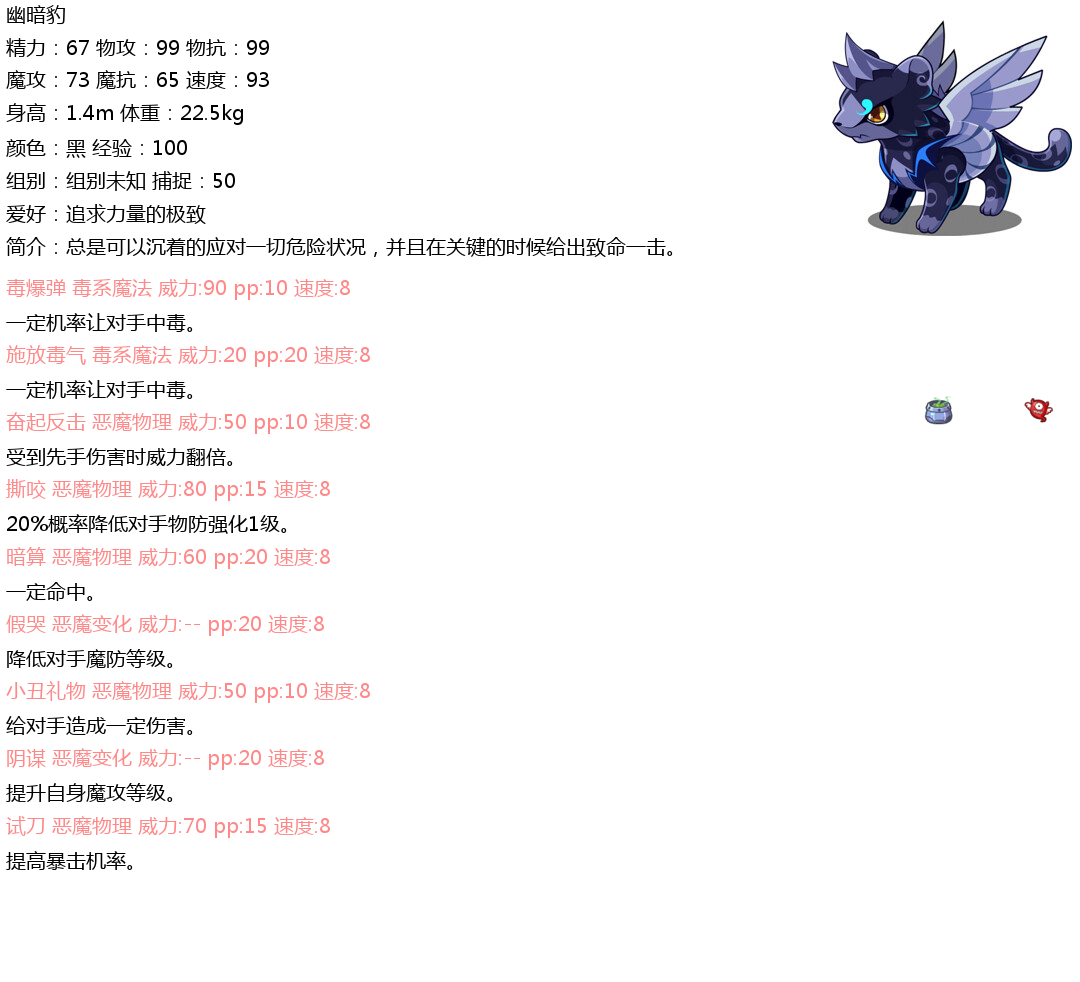 幽暗豹
精力：67 物攻：99 物抗：99
魔攻：73 魔抗：65 速度：93
身高：1.4m 体重：22.5kg
颜色：黑 经验：100
组别：组别未知 捕捉：50
爱好：追求力量的极致
简介：总是可以沉着的应对一切危险状况，并且在关键的时候给出致命一击。
毒爆弹 毒系魔法 威力:90 pp:10 速度:8
一定机率让对手中毒。
施放毒气 毒系魔法 威力:20 pp:20 速度:8
一定机率让对手中毒。
奋起反击 恶魔物理 威力:50 pp:10 速度:8
受到先手伤害时威力翻倍。
撕咬 恶魔物理 威力:80 pp:15 速度:8
20%概率降低对手物防强化1级。
暗算 恶魔物理 威力:60 pp:20 速度:8
一定命中。
假哭 恶魔变化 威力:-- pp:20 速度:8
降低对手魔防等级。
小丑礼物 恶魔物理 威力:50 pp:10 速度:8
给对手造成一定伤害。
阴谋 恶魔变化 威力:-- pp:20 速度:8
提升自身魔攻等级。
试刀 恶魔物理 威力:70 pp:15 速度:8
提高暴击机率。